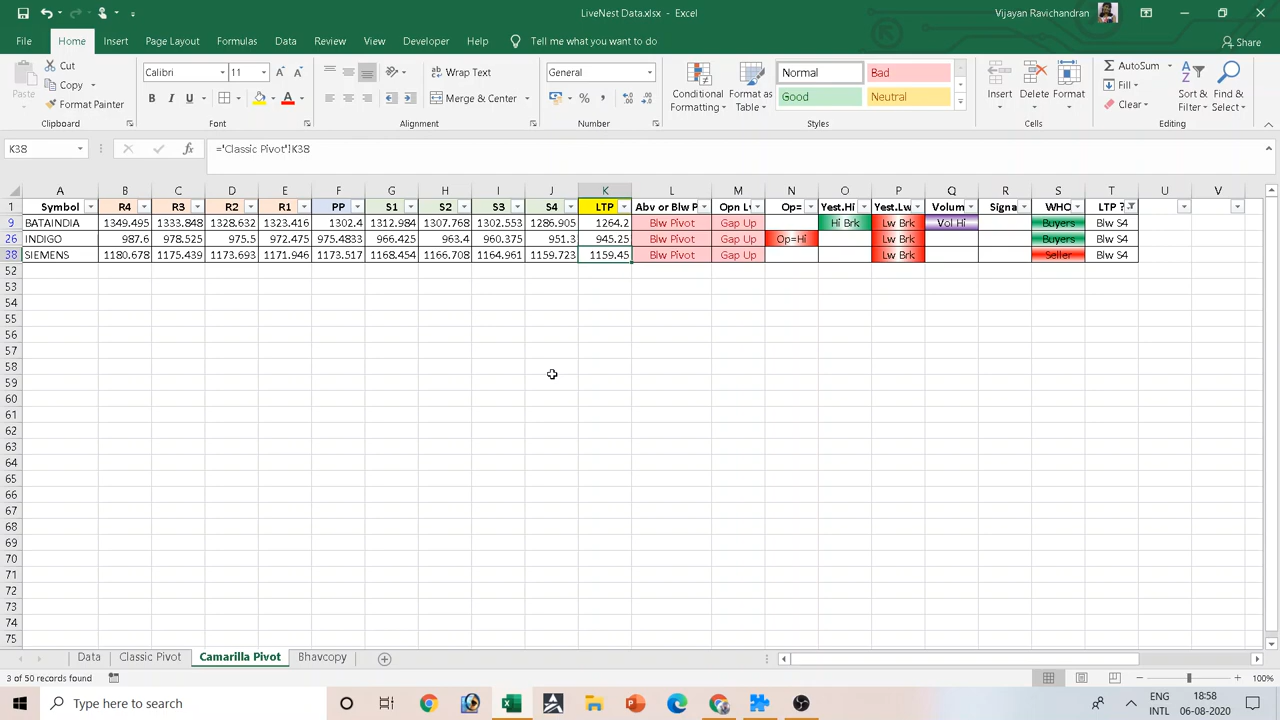 LiveNest Data.xlsx - Excel
Vijayan Ravichandran
File Home Insert Page Layout Formulas Data Review View Developer Help Tell me what you want to do Share
Cut
Copy
Format Painter
Paste
Clipboard
Calibri 11
B I U
Font
Wrap Text
Merge & Center
Alignment
General
Number
Conditional Formatting
Format as Table
Normal Bad
Good Neutral
Styles
Insert Delete Format
Cells
AutoSum
Fill
Clear
Sort & Filter
Find & Select
Editing
K38 ='Classic Pivot'!K38
A B C D E F G H I J K L M N O P Q R S T U V
1 Symbol R4 R3 R2 R1 PP S1 S2 S3 S4 LTP Abv or Blw P Opn Lv Op= Yest.Hi Yest.Lw Volum Signa WHO LTP ?
9 BATAINDIA 1349.495 1333.848 1328.632 1323.416 1302.4 1312.984 1307.768 1302.553 1286.905 1264.2 Blw Pivot Gap Up Hi Brk Lw Brk Vol Hi Buyers Blw S4
26 INDIGO 987.6 978.525 975.5 972.475 975.4833 966.425 963.4 960.375 951.3 945.25 Blw Pivot Gap Up Op=Hi Lw Brk Buyers Blw S4
38 SIEMENS 1180.678 1175.439 1173.693 1171.946 1173.517 1168.454 1166.708 1164.961 1159.723 1159.45 Blw Pivot Gap Up Lw Brk Seller Blw S4
52
53
54
55
56
57
58
59
60
61
62
63
64
65
66
67
68
69
70
71
72
73
74
75
Data Classic Pivot Camarilla Pivot Bhavcopy
3 of 50 records found 100%
Type here to search
ENG
INTL
18:58
06-08-2020